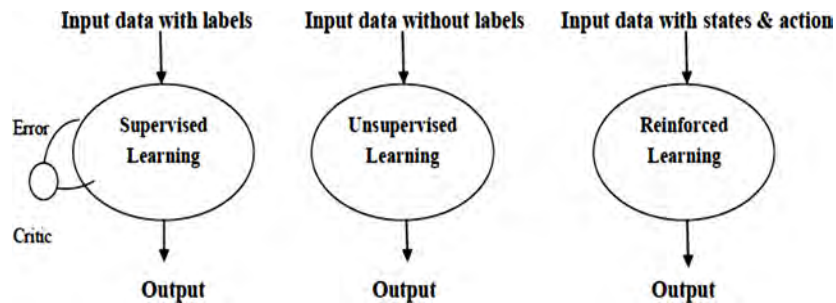 Input data with labels
Input data without labels
Input data with states & action
Error
Supervised
Learning
Critic
Unsupervised
Learning
Reinforced
Learning
Output
Output
Output